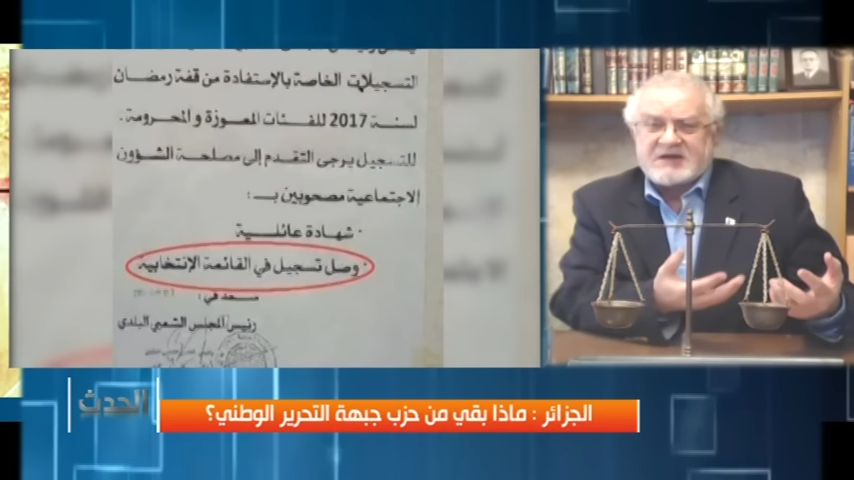 التسجيلات الخاصة بالإستفادة من قفة رمضان
لسنة 2017 للفئات المعوزة والمحرومة .
للتسجيل يرجى التقدم إلى مصلحة الشؤون
الاجتماعية مصحوبين بـ :
· شهادة عائلية
· وصل تسجيل في القائمة الإنتخابية
رئيس المجلس الشعبي البلدي
الحدث
الجزائر : ماذا بقي من حزب جبهة التحرير الوطني؟